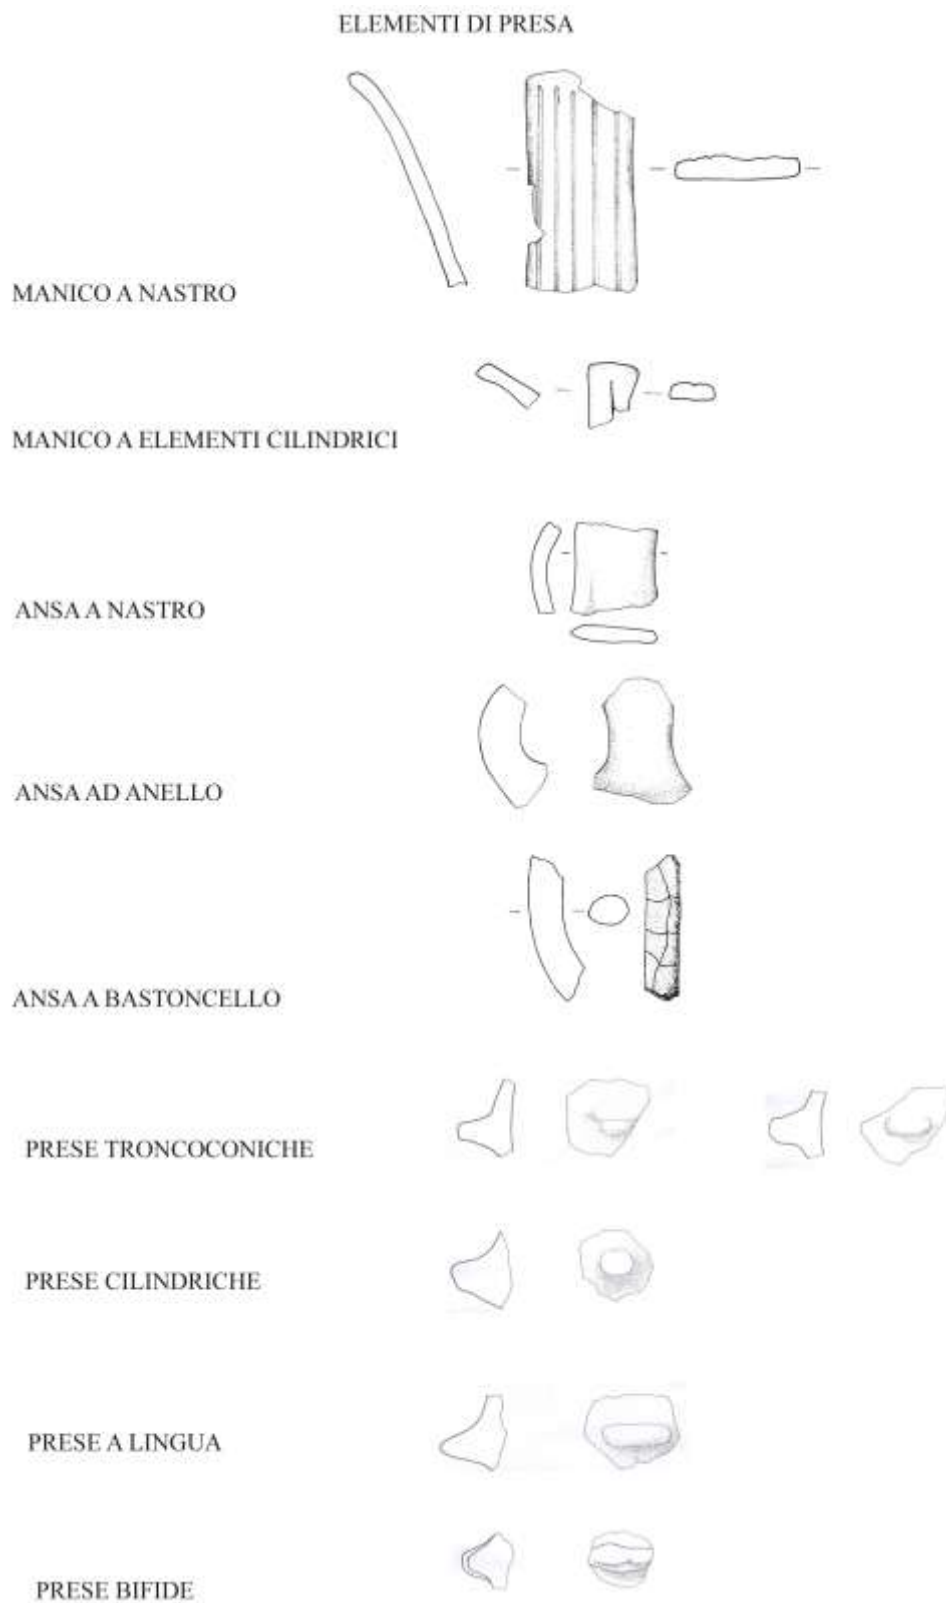 ELEMENTI DI PRESA
MANICO A NASTRO
MANICO A ELEMENTI CILINDRICI
ANSA A NASTRO
ANSA AD ANELLO
ANSA A BASTONCELLO
PRESE TRONCOCONICHE
PRESE CILINDRICHE
PRESE A LINGUA
PRESE BIFIDE